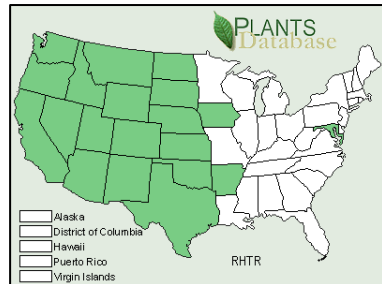 PLANTS
Database
Alaska
District of Columbia
Hawaii
Puerto Rico
Virgin Islands
RHTR